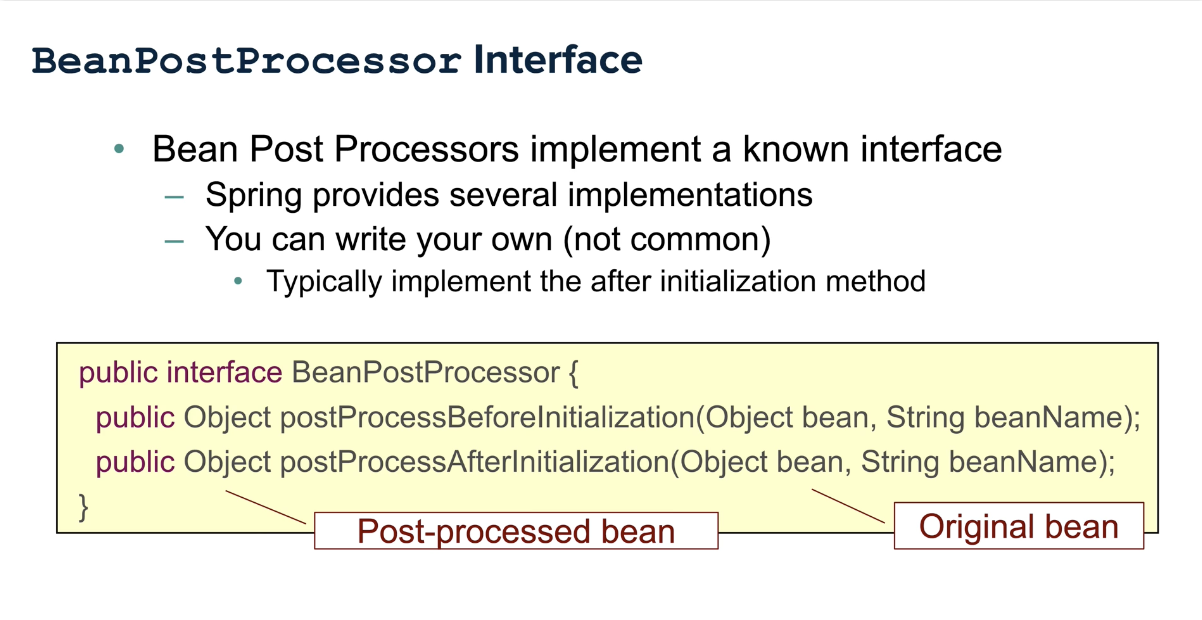 BeanPostProcessor Interface
• Bean Post Processors implement a known interface
– Spring provides several implementations
– You can write your own (not common)
• Typically implement the after initialization method
public interface BeanPostProcessor {
public Object postProcessBeforeInitialization(Object bean, String beanName);
public Object postProcessAfterInitialization(Object bean, String beanName);
}
Post-processed bean
Original bean